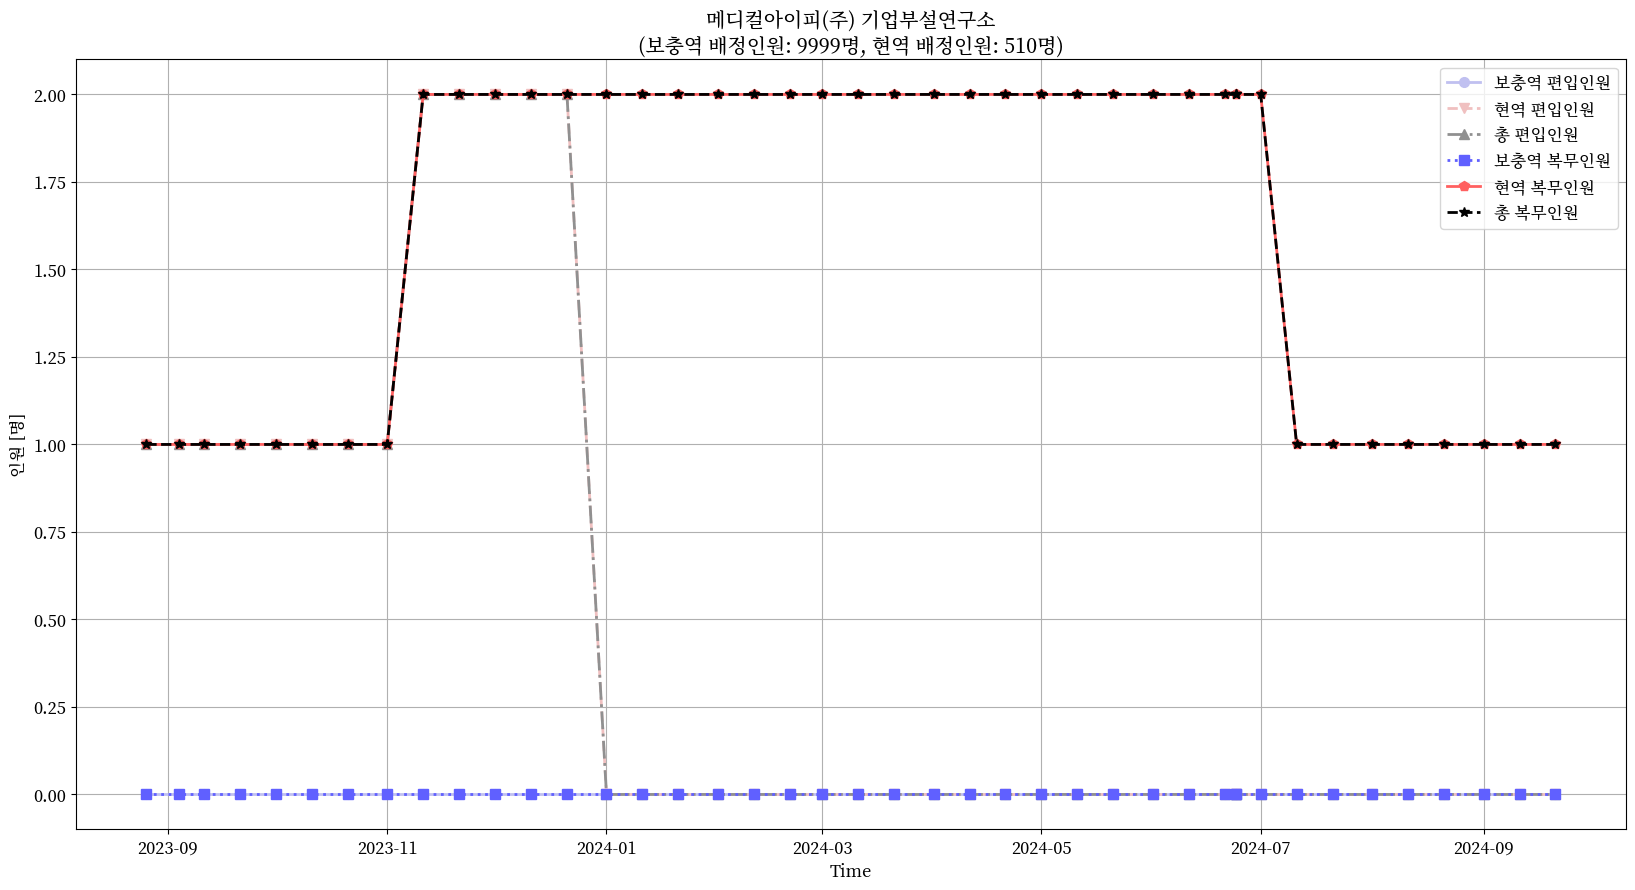 메디컬아이피(주) 기업부설연구소
(보충역 배정인원: 9999명, 현역 배정인원: 510명)
보충역 편입인원
현역 편입인원
총 편입인원
보충역 복무인원
현역 복무인원
총 복무인원
인원 [명]
2.00
1.75
1.50
1.25
1.00
0.75
0.50
0.25
0.00
2023-09
2023-11
2024-01
2024-03
2024-05
2024-07
2024-09
Time